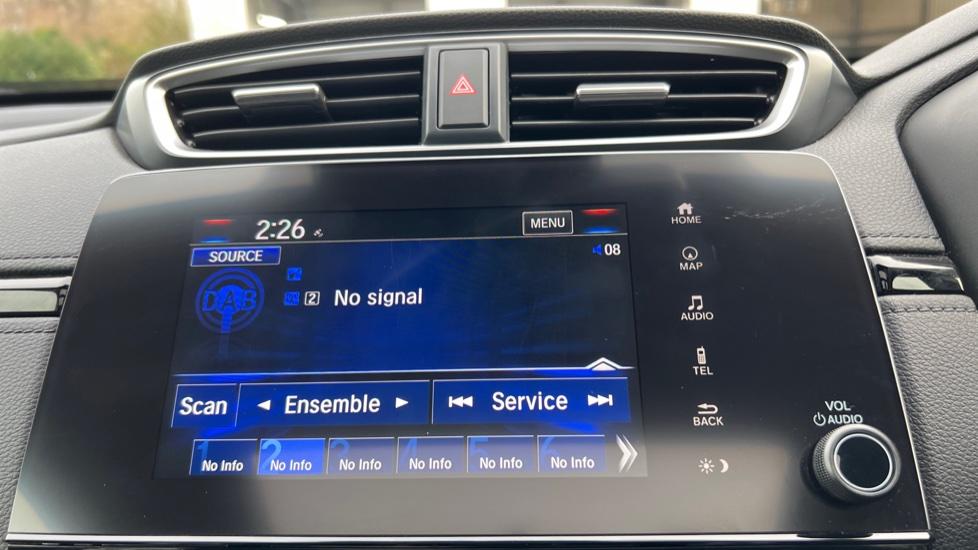 2:26
MENU
SOURCE
08
DAB
2 No signal
Scan
Ensemble
Service
1 No Info
2 No Info
3 No Info
4 No Info
5 No Info
6 No Info
HOME
MAP
AUDIO
TEL
BACK
VOL
AUDIO